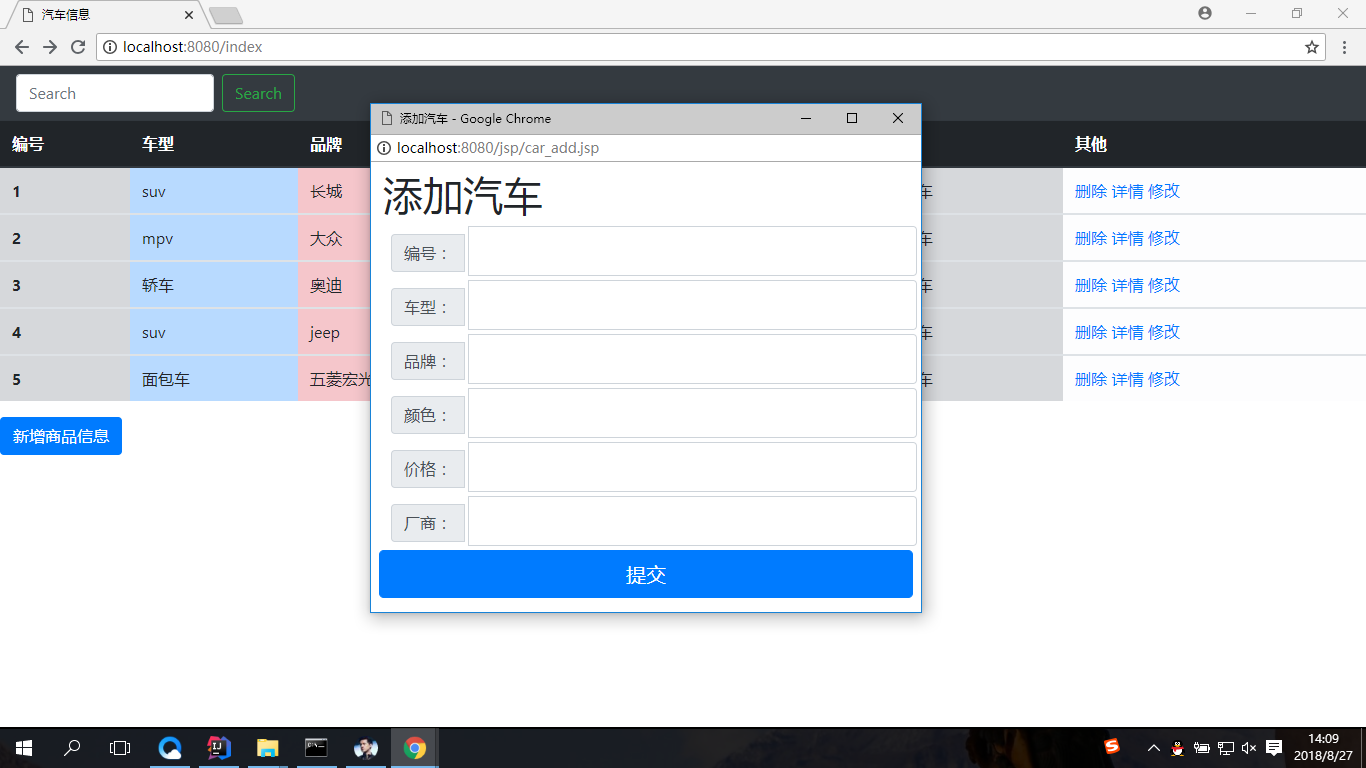 汽车信息
localhost:8080/index
Search Search
编号 车型 品牌 其他
1 suv 长城 车 删除 详情 修改
2 mpv 大众 车 删除 详情 修改
3 轿车 奥迪 车 删除 详情 修改
4 suv jeep 车 删除 详情 修改
5 面包车 五菱宏光 车 删除 详情 修改
新增商品信息
添加汽车 - Google Chrome
localhost:8080/jsp/car_add.jsp
添加汽车
编号：
车型：
品牌：
颜色：
价格：
厂商：
提交
14:09
2018/8/27